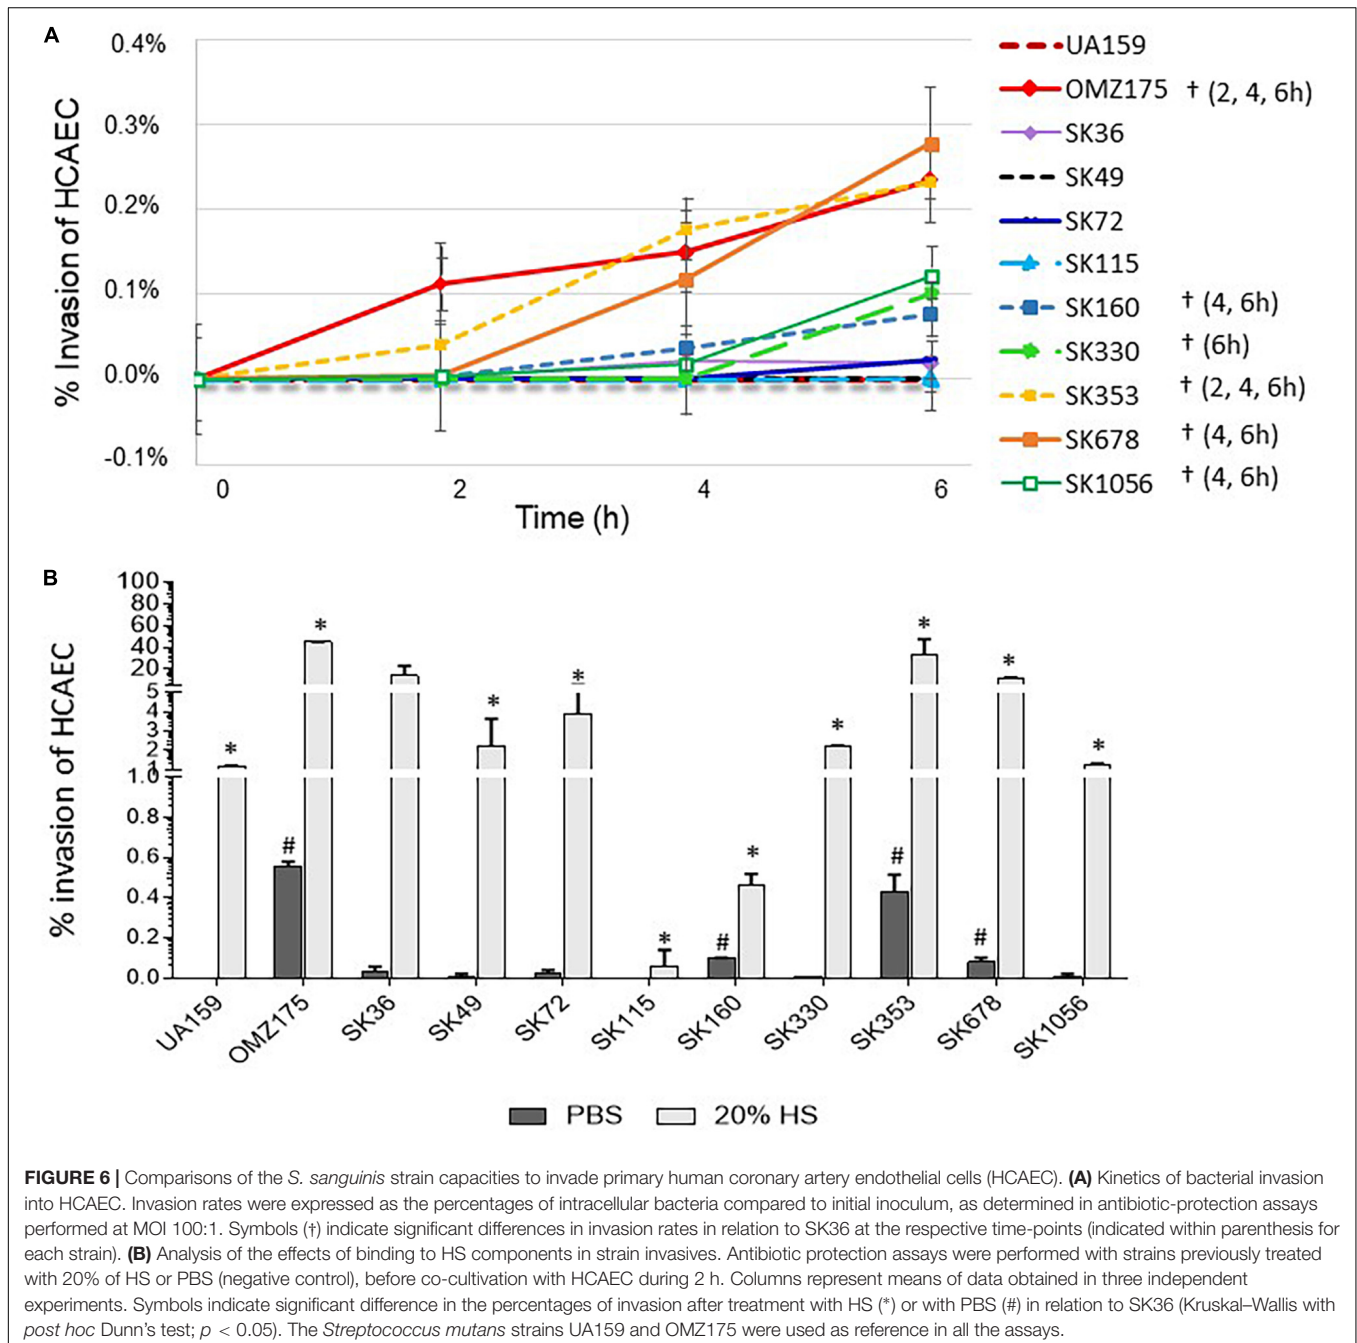 A
0.4%
0.3%
0.2%
0.1%
0.0%
-0.1%
% Invasion of HCAEC
0
2
4
6
Time (h)
UA159
OMZ175 † (2, 4, 6h)
SK36
SK49
SK72
SK115
SK160 † (4, 6h)
SK330 † (6h)
SK353 † (2, 4, 6h)
SK678 † (4, 6h)
SK1056 † (4, 6h)
B
100
80
60
40
20
5
4
3
2
1
1.0
0.8
0.6
0.4
0.2
0.0
% invasion of HCAEC
*
#
*
*
*
*
#
*
*
#
*
#
*
*
UA159
OMZ175
SK36
SK49
SK72
SK115
SK160
SK330
SK353
SK678
SK1056
PBS
20% HS
FIGURE 6 | Comparisons of the S. sanguinis strain capacities to invade primary human coronary artery endothelial cells (HCAEC). (A) Kinetics of bacterial invasion
into HCAEC. Invasion rates were expressed as the percentages of intracellular bacteria compared to initial inoculum, as determined in antibiotic-protection assays
performed at MOI 100:1. Symbols (†) indicate significant differences in invasion rates in relation to SK36 at the respective time-points (indicated within parenthesis for
each strain). (B) Analysis of the effects of binding to HS components in strain invasives. Antibiotic protection assays were performed with strains previously treated
with 20% of HS or PBS (negative control), before co-cultivation with HCAEC during 2 h. Columns represent means of data obtained in three independent
experiments. Symbols indicate significant difference in the percentages of invasion after treatment with HS (*) or with PBS (#) in relation to SK36 (Kruskal–Wallis with
post hoc Dunn's test; p < 0.05). The Streptococcus mutans strains UA159 and OMZ175 were used as reference in all the assays.